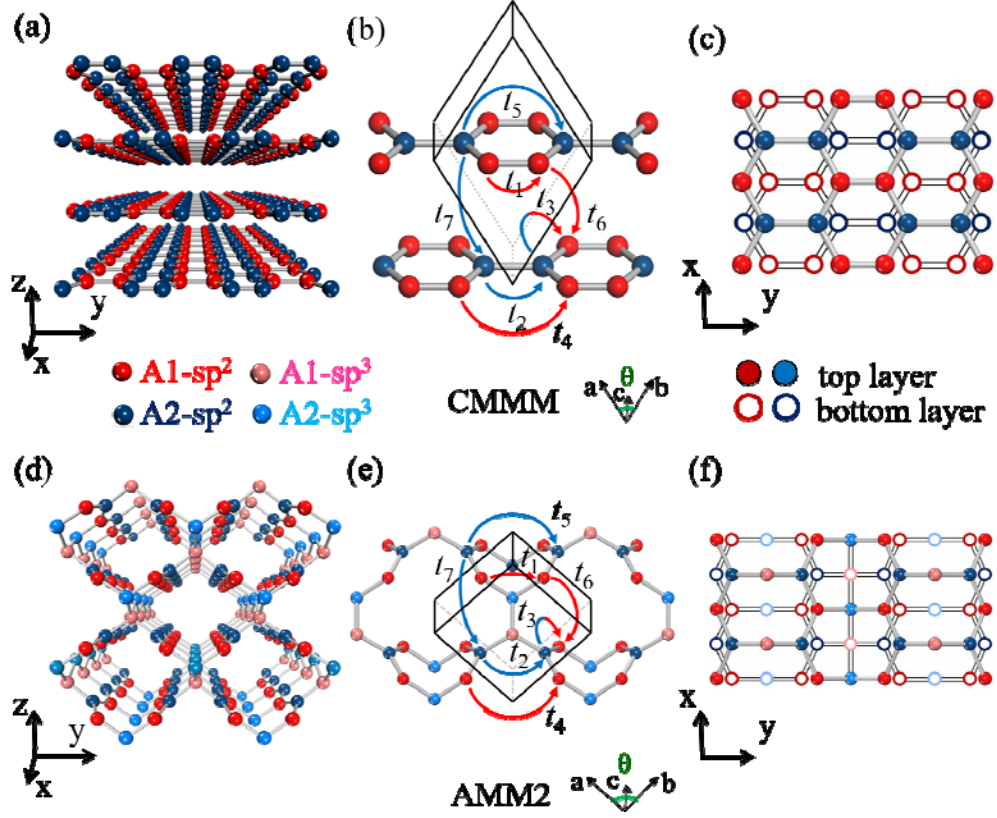 (a)
(b)
(c)
t5
t1
t3
t7
t6
t2
t4
z
y
x
x
y
A1-sp²
A1-sp³
A2-sp²
A2-sp³
CMMM
θ
a
c
b
top layer
bottom layer
(d)
(e)
(f)
t5
t7
t1
t6
t3
t2
t4
z
y
x
x
y
AMM2
θ
a
c
b